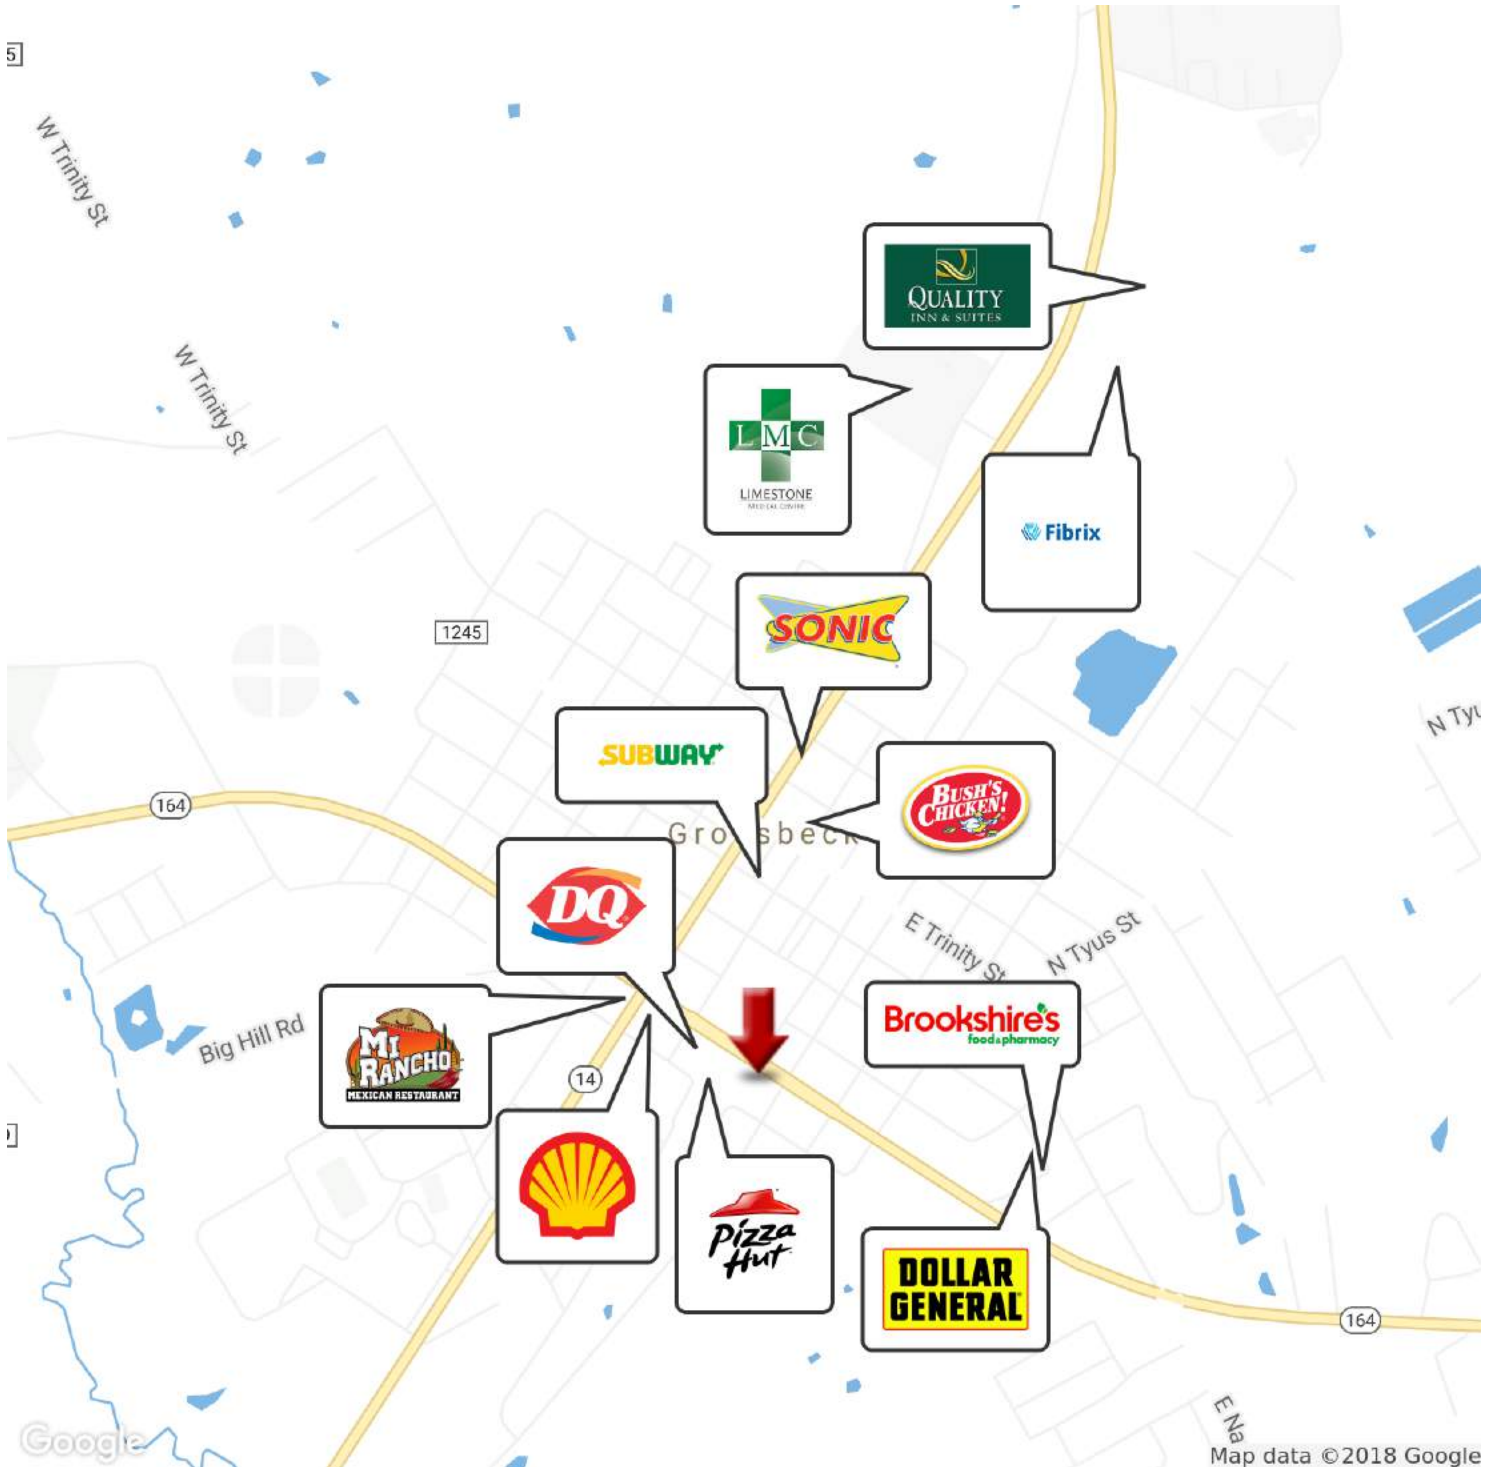 5
W Trinity St
QUALITY
INN & SUITES
W Trinity St
LMC
LIMESTONE
MEDICAL CENTER
Fibrix
SONIC
1245
N Tyu
SUBWAY
BUSH'S
CHICKEN!
164
Gro sbeck
DQ
E Trinity St
N Tyus St
Brookshire's
food & pharmacy
Big Hill Rd
MI
RANCHO
MEXICAN RESTAURANT
14
Pizza
Hut
DOLLAR
GENERAL
164
E Na
Google
Map data ©2018 Google